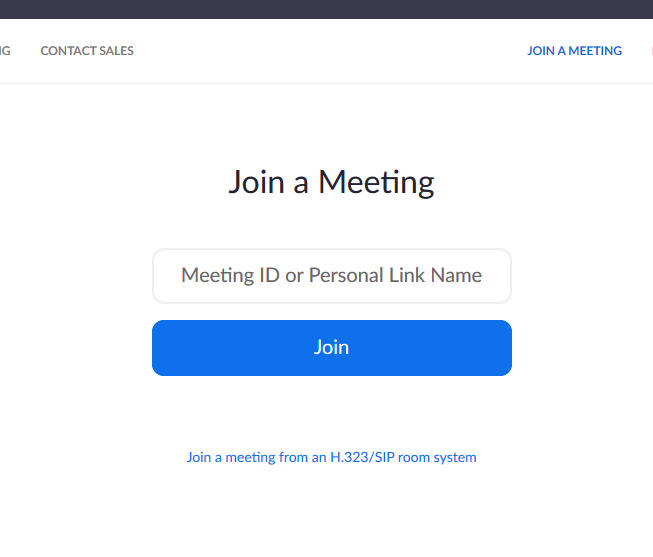 CONTACT SALES
JOIN A MEETING
Join a Meeting
Meeting ID or Personal Link Name
Join
Join a meeting from an H.323/SIP room system